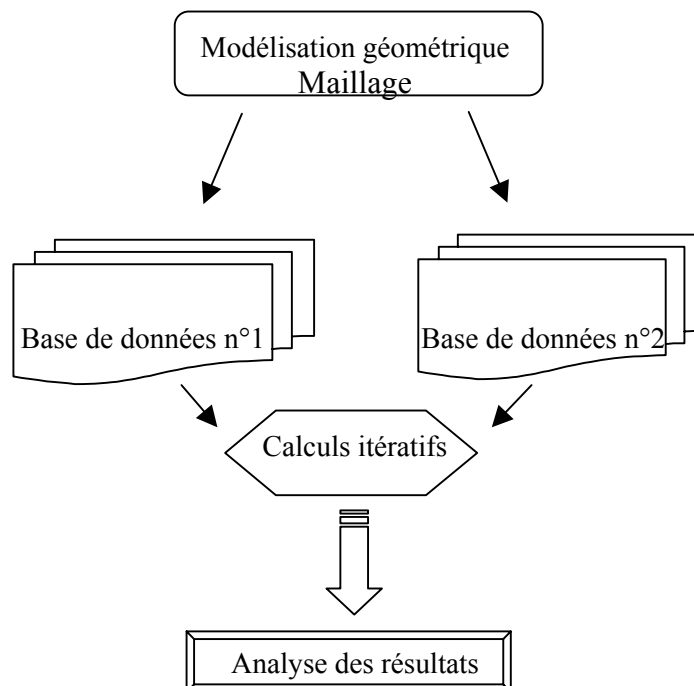 Modélisation géométrique
Maillage
Base de données n°1
Base de données n°2
Calculs itératifs
Analyse des résultats